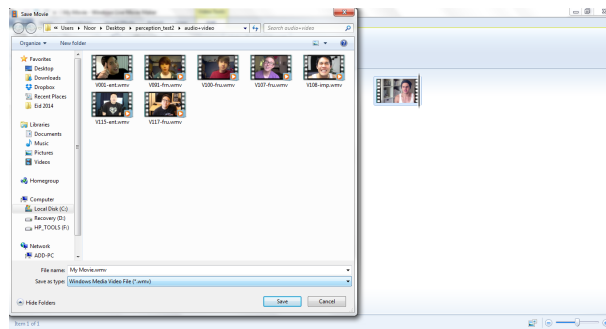 Save Movie
« Users ▸ Noor ▸ Desktop ▸ perception_test2 ▸ audio+video
Search audio+video
Organize
New folder
Favorites
Desktop
Downloads
Dropbox
Recent Places
Eid 2014
Libraries
Documents
Music
Pictures
Videos
Homegroup
Computer
Local Disk (C:)
Recovery (D:)
HP_TOOLS (F:)
Network
ADD-PC
V001-ent.wmv
V091-frn.wmv
V100-fru.wmv
V107-fru.wmv
V108-imp.wmv
V115-ent.wmv
V117-fru.wmv
File name: My Movie.wmv
Save as type: Windows Media Video File (*.wmv)
Hide Folders
Save
Cancel
Item 1 of 1